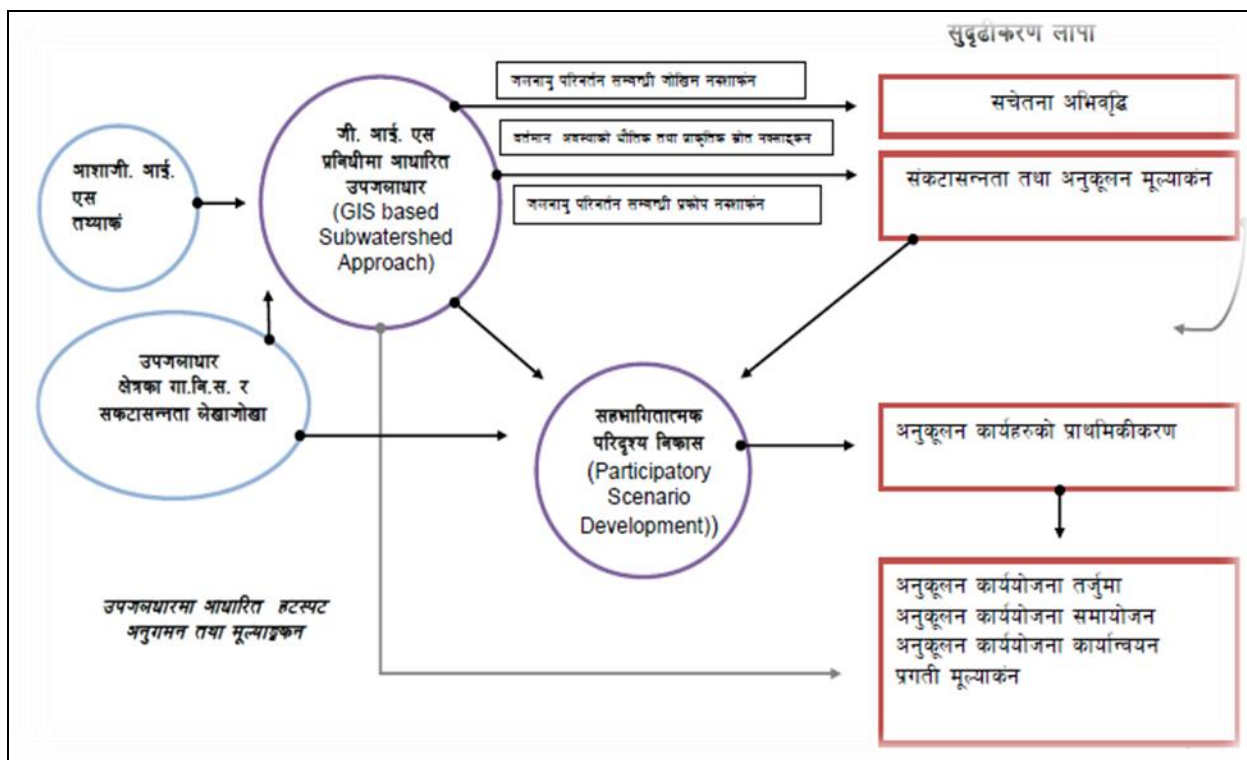 सुदृढीकरण लापा
जलवायु परिवर्तन सम्बन्धी जोखिम नक्शाकंन
सचेतना अभिवृद्धि
वर्तमान अवस्थाको भौतिक तथा प्राकृतिक स्रोत नक्साङ्कन
संकटासन्नता तथा अनुकूलन मूल्याकंन
जलवायु परिवर्तन सम्बन्धी प्रकोप नक्शाकंन
आशाजी. आई.
एस
तथ्याकं
जी. आई. एस
प्रबिधीमा आधारित
उपजलाधार
(GIS based
Subwatershed
Approach)
उपजलाधार
क्षेत्रका गा.बि.स. र
सकटासन्नता लेखाजोखा
सहभागितात्मक
परिदृश्य बिकास
(Participatory
Scenario
Development))
अनुकूलन कार्यहरुको प्राथमिकीकरण
उपजलधारमा आधारित हटस्पट
अनुगमन तथा मूल्याङ्कन
अनुकूलन कार्ययोजना तर्जुमा
अनुकूलन कार्ययोजना समायोजन
अनुकूलन कार्ययोजना कार्यान्वयन
प्रगती मूल्याकंन